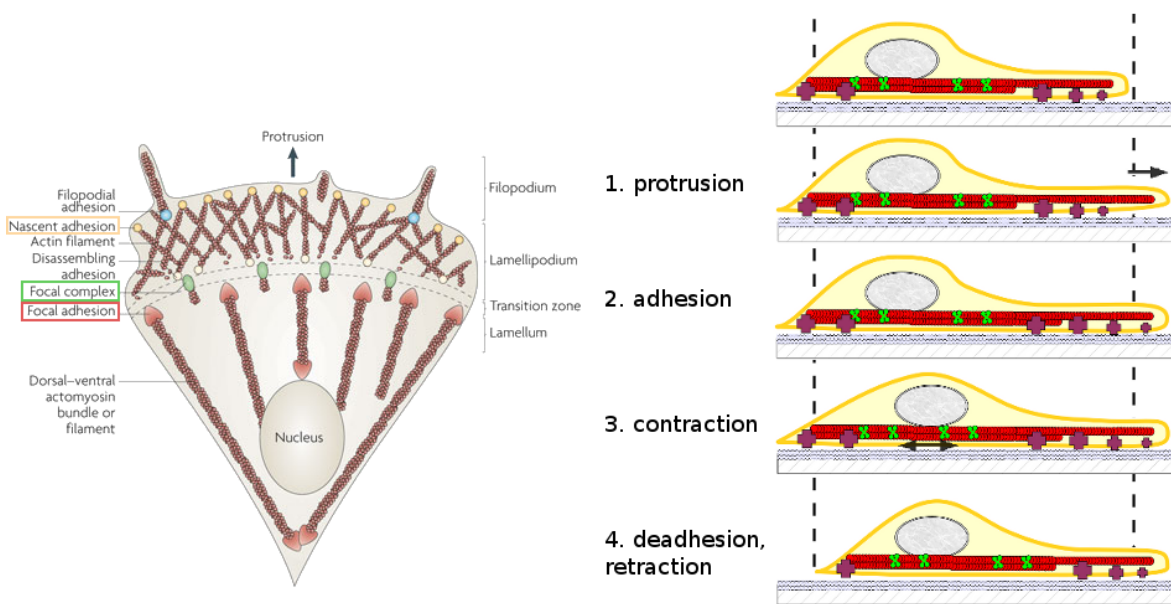 Protrusion
Filopodial
adhesion
Nascent adhesion
Actin filament
Disassembling
adhesion
Focal complex
Focal adhesion
Dorsal–ventral
actomyosin
bundle or
filament
Nucleus
Filopodium
Lamellipodium
Transition zone
Lamellum
1. protrusion
2. adhesion
3. contraction
4. deadhesion,
retraction